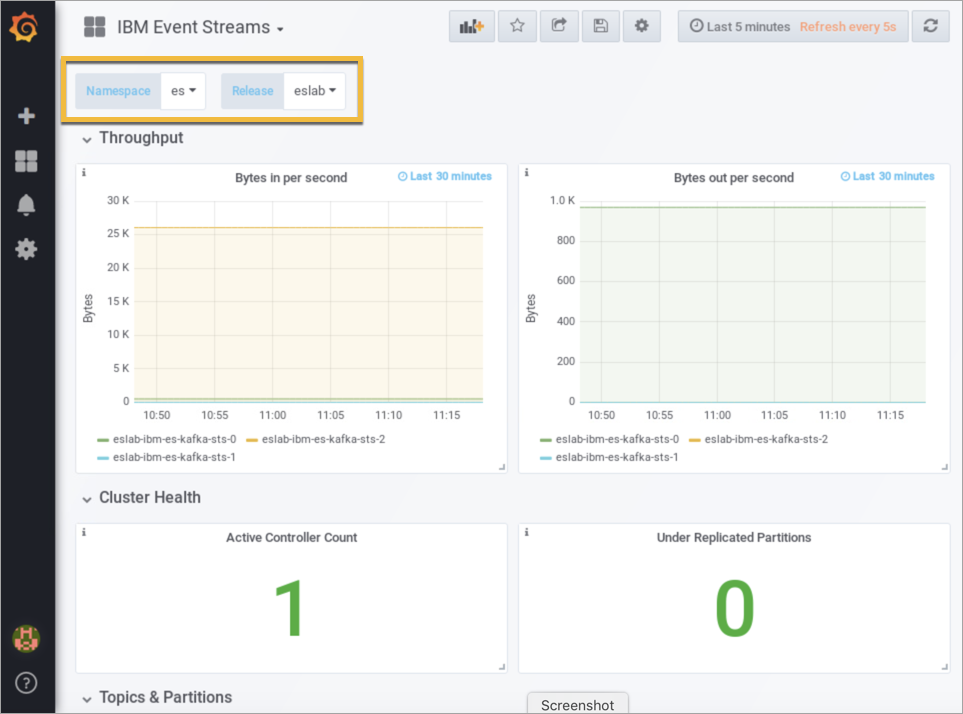 IBM Event Streams
Last 5 minutes Refresh every 5s
Namespace es Release eslab
Throughput
i
Bytes in per second
Last 30 minutes
30 K
25 K
20 K
15 K
10 K
5 K
0
Bytes
10:50 10:55 11:00 11:05 11:10 11:15
eslab-ibm-es-kafka-sts-0 eslab-ibm-es-kafka-sts-2
eslab-ibm-es-kafka-sts-1
i
Bytes out per second
Last 30 minutes
1.0 K
800
600
400
200
0
Bytes
10:50 10:55 11:00 11:05 11:10 11:15
eslab-ibm-es-kafka-sts-0 eslab-ibm-es-kafka-sts-2
eslab-ibm-es-kafka-sts-1
Cluster Health
i
Active Controller Count
1
i
Under Replicated Partitions
0
Topics & Partitions
Screenshot
?